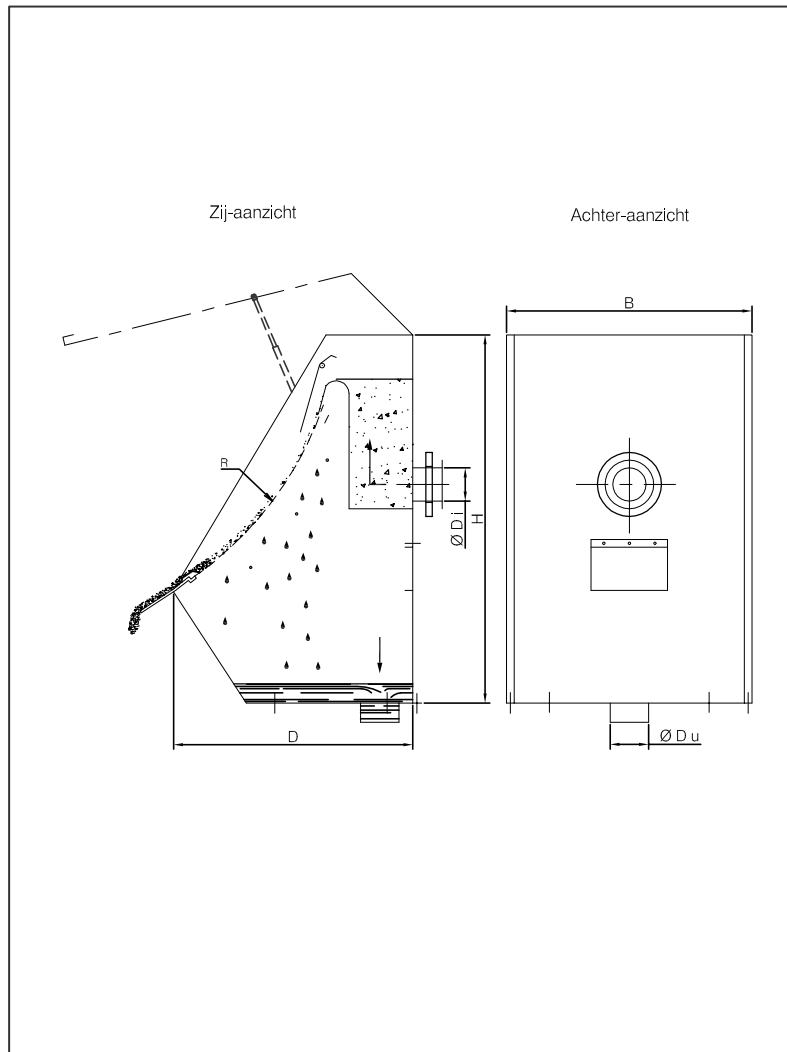 Zij-aanzicht
Achter-aanzicht
B
R
H
Ø D i
D
Ø D u